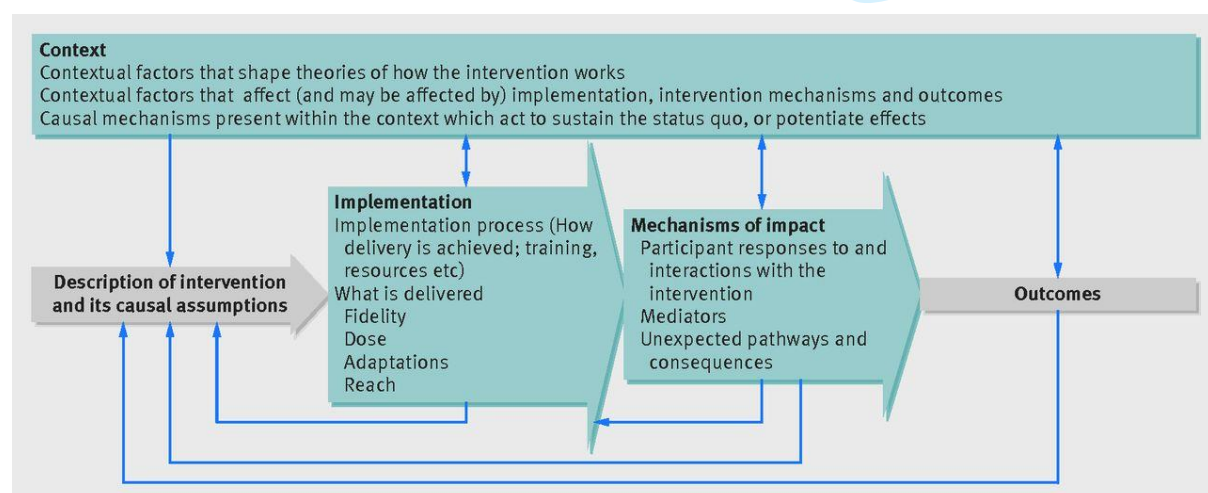 Context
Contextual factors that shape theories of how the intervention works
Contextual factors that affect (and may be affected by) implementation, intervention mechanisms and outcomes
Causal mechanisms present within the context which act to sustain the status quo, or potentiate effects
Description of intervention
and its causal assumptions
Implementation
Implementation process (How
delivery is achieved; training,
resources etc)
What is delivered
Fidelity
Dose
Adaptations
Reach
Mechanisms of impact
Participant responses to and
interactions with the
intervention
Mediators
Unexpected pathways and
consequences
Outcomes